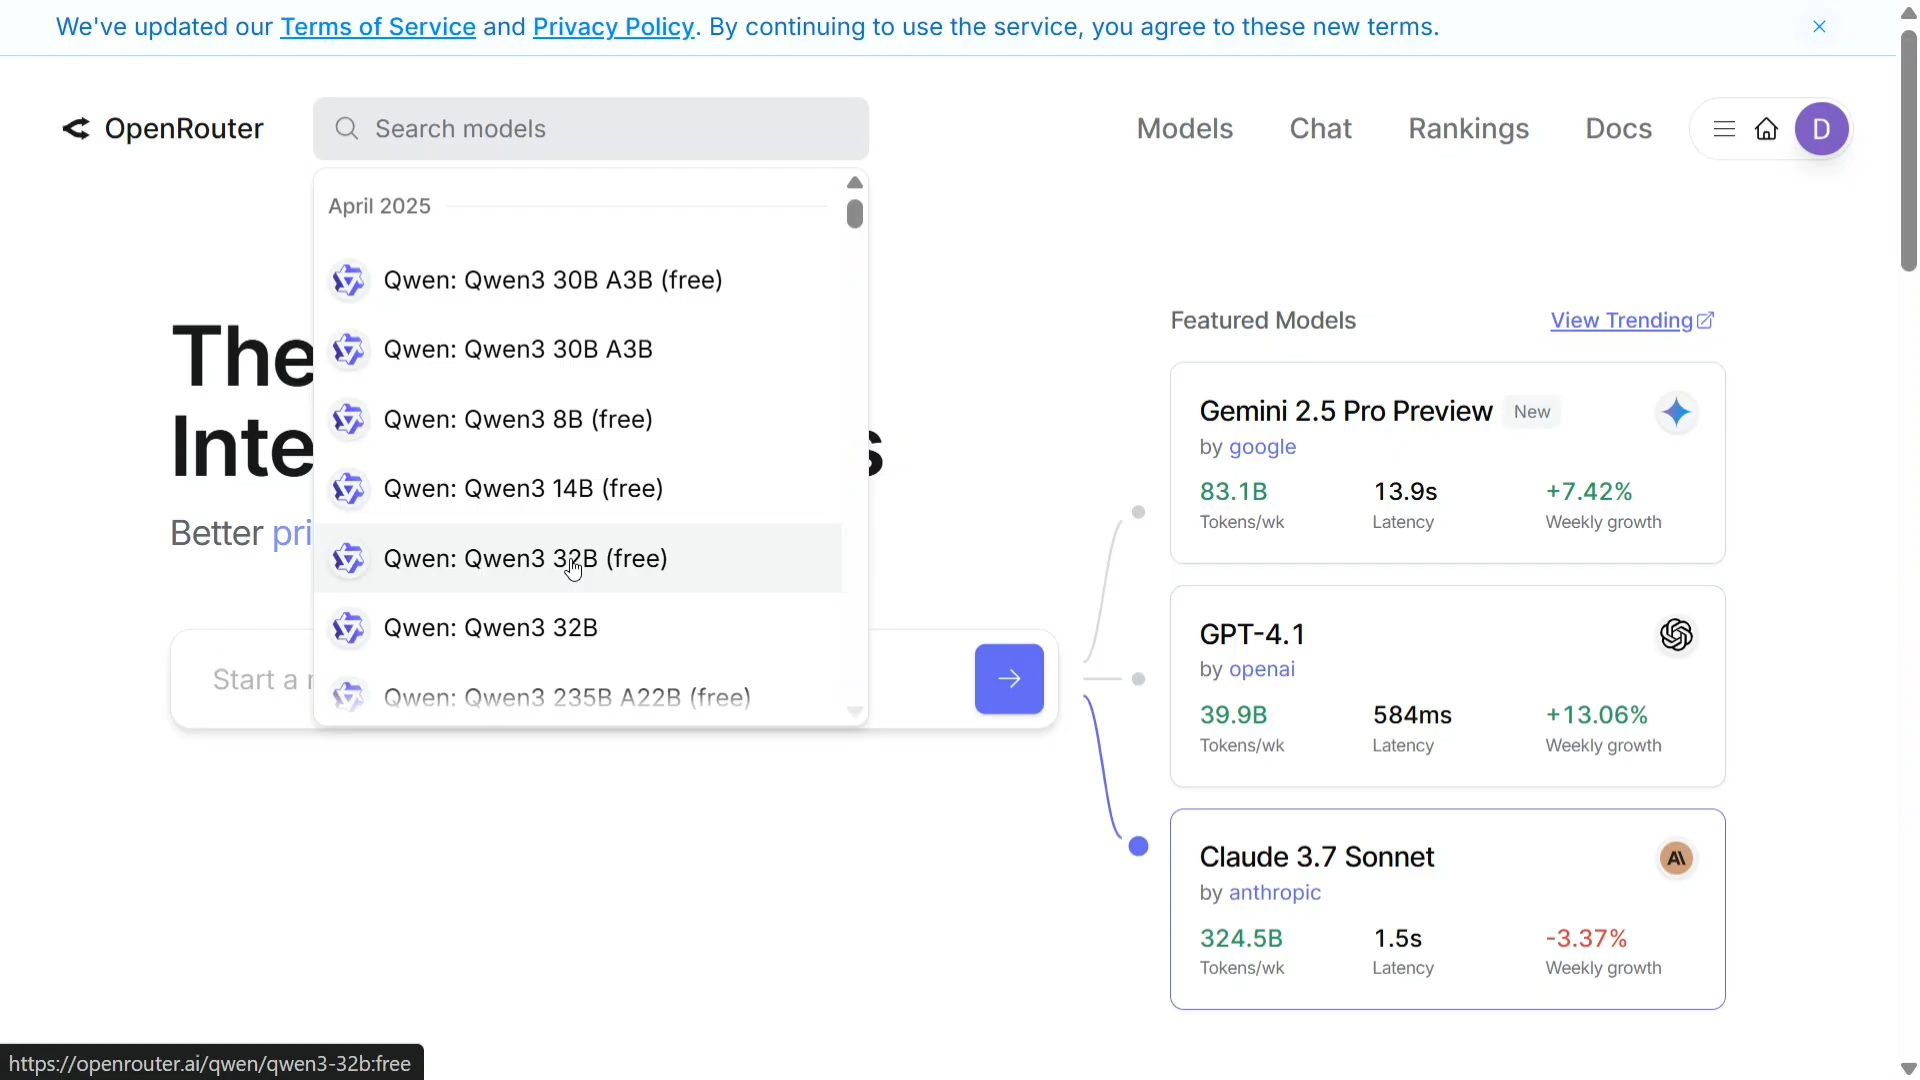 We've updated our Terms of Service and Privacy Policy. By continuing to use the service, you agree to these new terms.
OpenRouter
Search models
Models
Chat
Rankings
Docs
D
April 2025
Qwen: Qwen3 30B A3B (free)
Qwen: Qwen3 30B A3B
Qwen: Qwen3 8B (free)
Qwen: Qwen3 14B (free)
Qwen: Qwen3 32B (free)
Qwen: Qwen3 32B
Qwen: Qwen3 235B A22B (free)
The
Inte s
Better pri
Start a
Featured Models
View Trending
Gemini 2.5 Pro Preview New
by google
83.1B 13.9s +7.42%
Tokens/wk Latency Weekly growth
GPT-4.1
by openai
39.9B 584ms +13.06%
Tokens/wk Latency Weekly growth
Claude 3.7 Sonnet
by anthropic
324.5B 1.5s -3.37%
Tokens/wk Latency Weekly growth
https://openrouter.ai/qwen/qwen3-32b:free